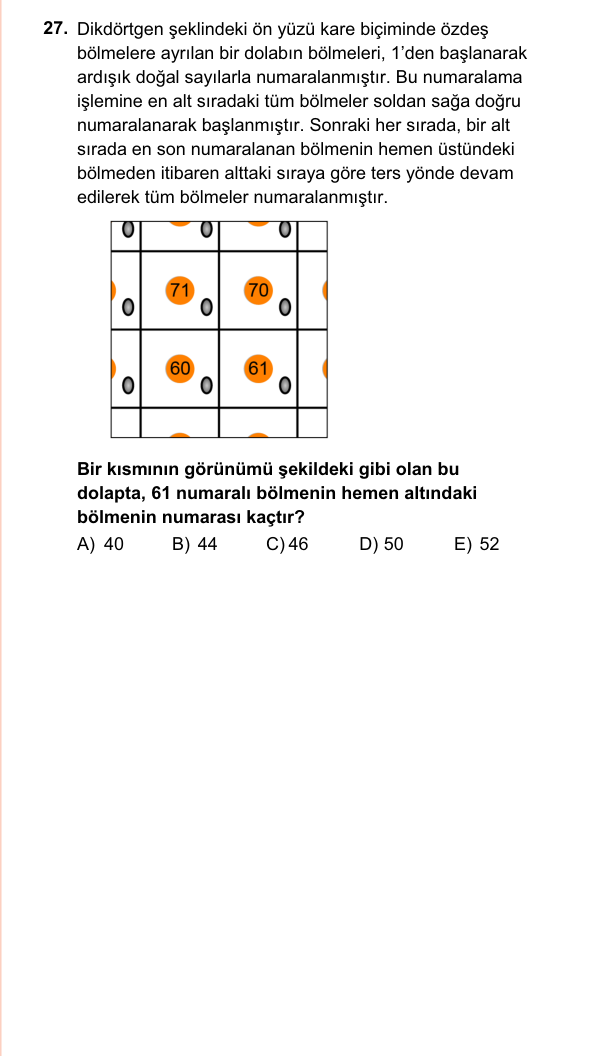 27. Dikdörtgen şeklindeki ön yüzü kare biçiminde özdeş
bölmelere ayrılan bir dolabın bölmeleri, 1’den başlanarak
ardışık doğal sayılarla numaralanmıştır. Bu numaralama
işlemine en alt sıradaki tüm bölmeler soldan sağa doğru
numaralanarak başlanmıştır. Sonraki her sırada, bir alt
sırada en son numaralanan bölmenin hemen üstündeki
bölmeden itibaren alttaki sıraya göre ters yönde devam
edilerek tüm bölmeler numaralanmıştır.
71 70
60 61
Bir kısmının görünümü şekildeki gibi olan bu
dolapta, 61 numaralı bölmenin hemen altındaki
bölmenin numarası kaçtır?
A) 40 B) 44 C) 46 D) 50 E) 52